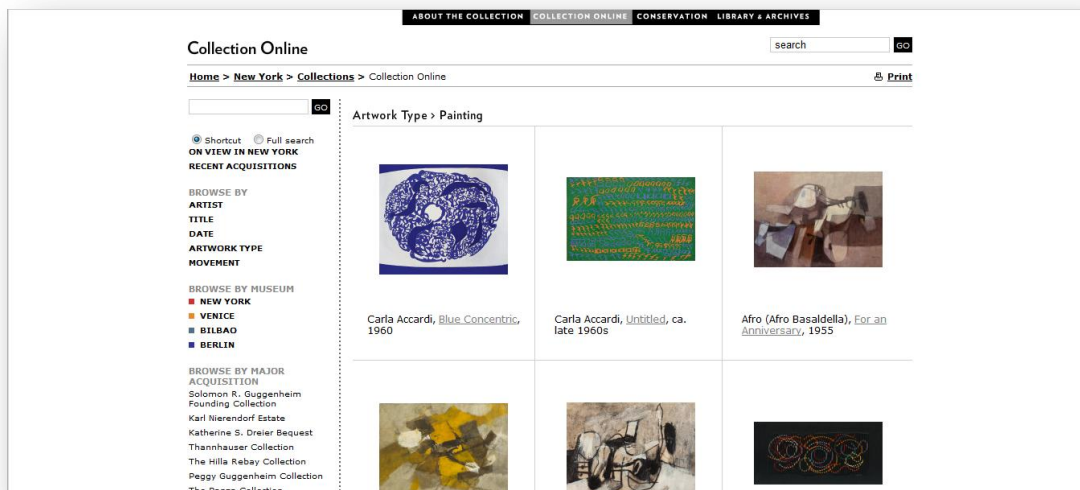 ABOUT THE COLLECTION COLLECTION ONLINE CONSERVATION LIBRARY & ARCHIVES
Collection Online
search GO
Home > New York > Collections > Collection Online
Print
GO
Shortcut Full search
ON VIEW IN NEW YORK
RECENT ACQUISITIONS
BROWSE BY
ARTIST
TITLE
DATE
ARTWORK TYPE
MOVEMENT
BROWSE BY MUSEUM
NEW YORK
VENICE
BILBAO
BERLIN
BROWSE BY MAJOR
ACQUISITION
Solomon R. Guggenheim
Founding Collection
Karl Nierendorf Estate
Katherine S. Dreier Bequest
Thannhauser Collection
The Hilla Rebay Collection
Peggy Guggenheim Collection
The Panza Collection
Artwork Type > Painting
Carla Accardi, Blue Concentric,
1960
Carla Accardi, Untitled, ca.
late 1960s
Afro (Afro Basaldella), For an
Anniversary, 1955